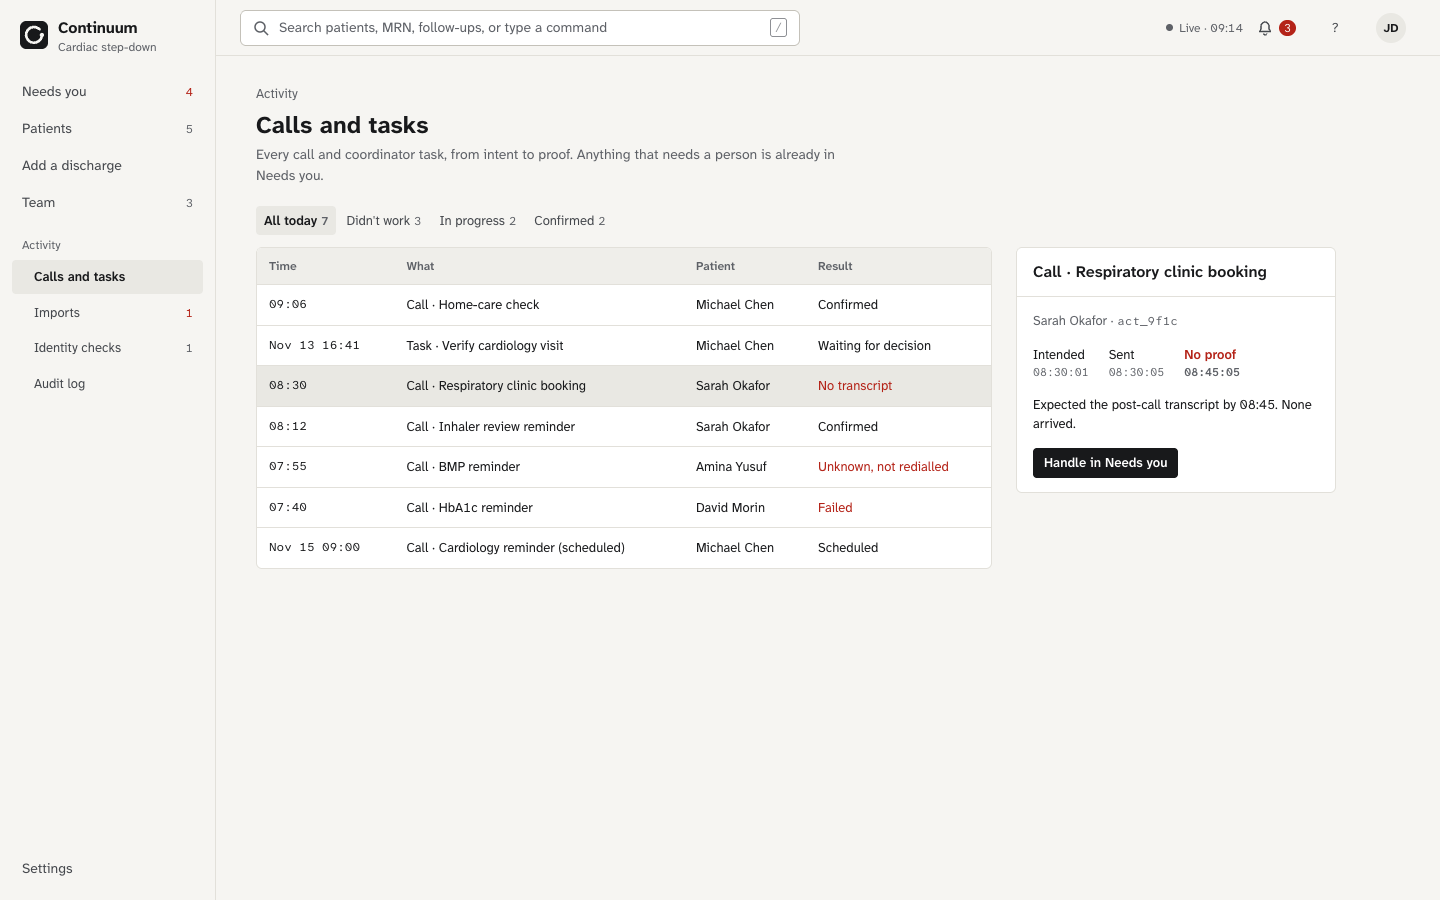 Continuum
Cardiac step-down
Search patients, MRN, follow-ups, or type a command
/
Live · 09:14
3
?
JD
Needs you 4
Patients 5
Add a discharge
Team 3
Activity
Calls and tasks
Imports 1
Identity checks 1
Audit log
Settings
Activity
Calls and tasks
Every call and coordinator task, from intent to proof. Anything that needs a person is already in
Needs you.
All today 7 Didn't work 3 In progress 2 Confirmed 2
Time What Patient Result
09:06 Call · Home-care check Michael Chen Confirmed
Nov 13 16:41 Task · Verify cardiology visit Michael Chen Waiting for decision
08:30 Call · Respiratory clinic booking Sarah Okafor No transcript
08:12 Call · Inhaler review reminder Sarah Okafor Confirmed
07:55 Call · BMP reminder Amina Yusuf Unknown, not redialled
07:40 Call · HbA1c reminder David Morin Failed
Nov 15 09:00 Call · Cardiology reminder (scheduled) Michael Chen Scheduled
Call · Respiratory clinic booking
Sarah Okafor · act_9f1c
Intended Sent No proof
08:30:01 08:30:05 08:45:05
Expected the post-call transcript by 08:45. None
arrived.
Handle in Needs you